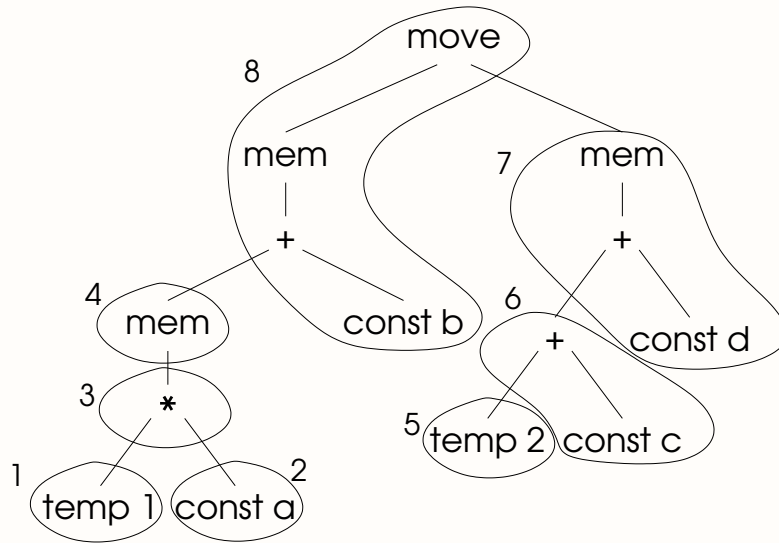 move
8
mem
7
mem
+
+
4
mem
const b
6
+
const d
3
*
5
temp 2
const c
1
temp 1
2
const a